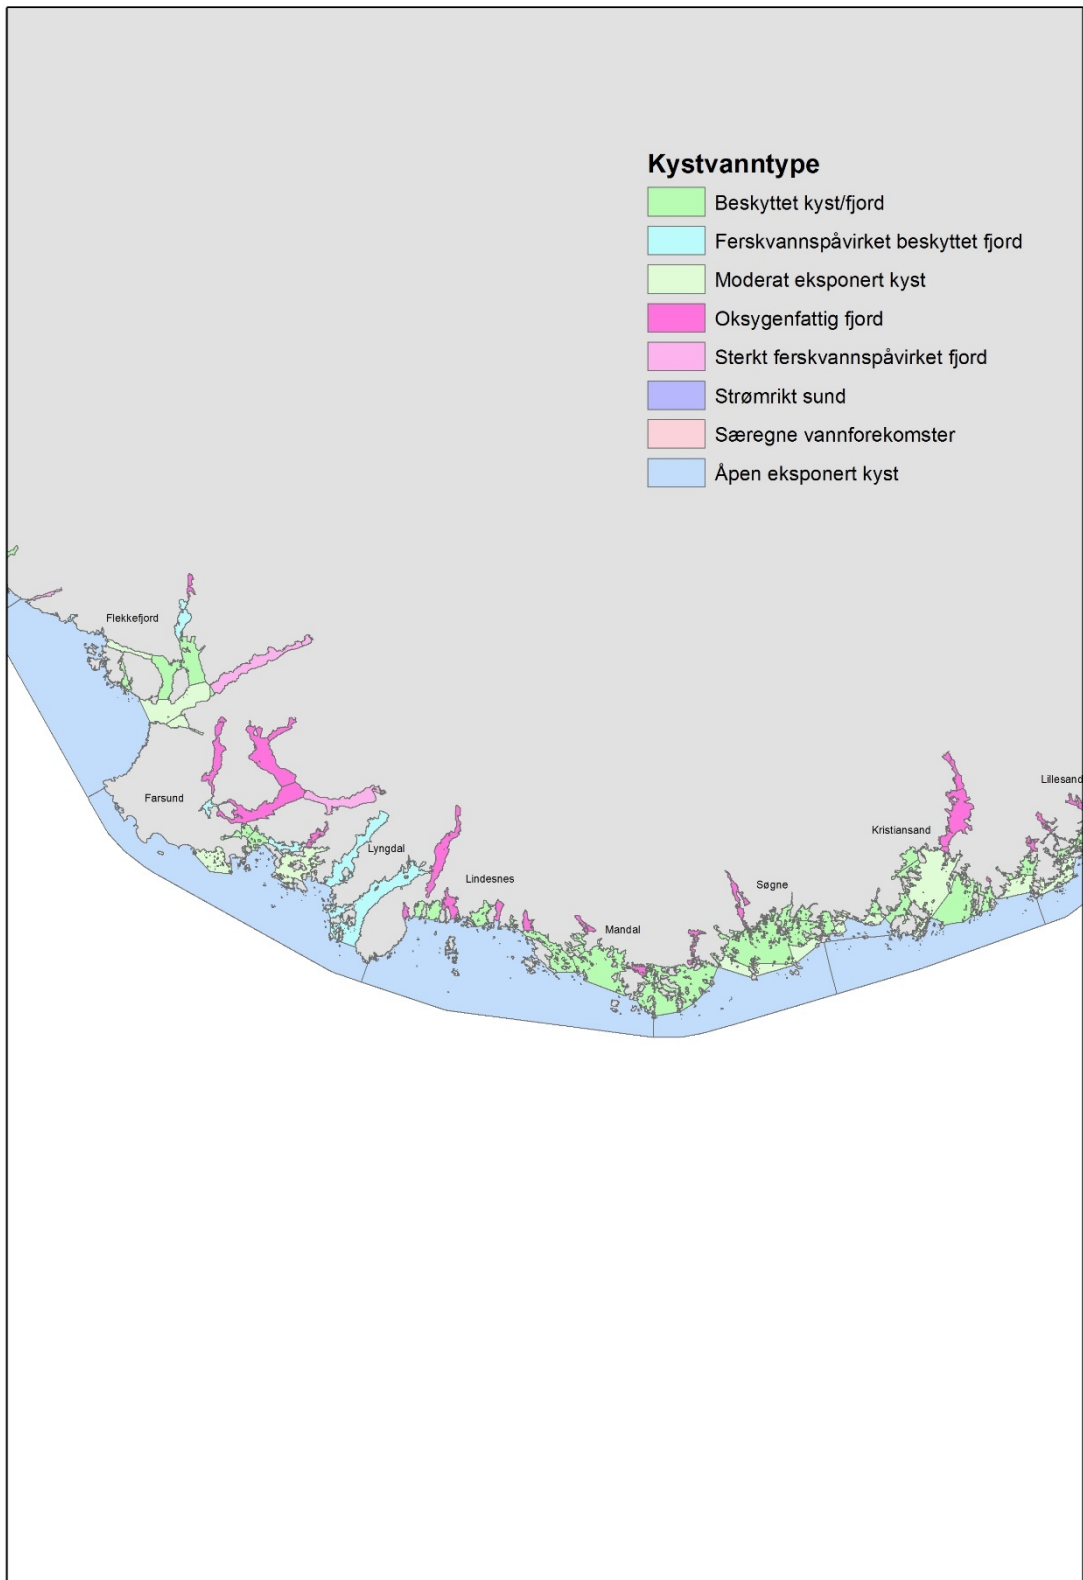 Kystvanntype
Beskyttet kyst/fjord
Ferskvannspåvirket beskyttet fjord
Moderat eksponert kyst
Oksygenfattig fjord
Sterkt ferskvannspåvirket fjord
Strømrikt sund
Særegne vannforekomster
Åpen eksponert kyst
Flekkefjord
Lillesand
Farsund
Kristiansand
Lyngdal
Lindesnes
Søgne
Mandal